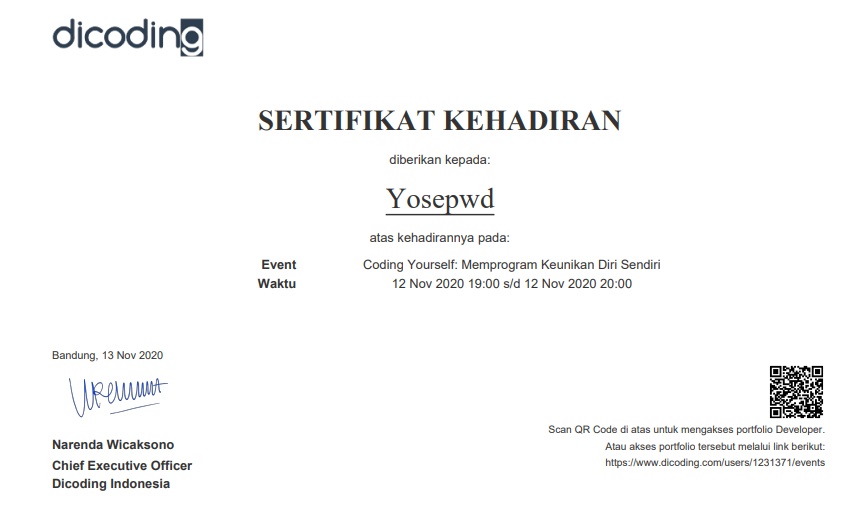 dicoding
SERTIFIKAT KEHADIRAN
diberikan kepada:
Yosepwd
atas kehadirannya pada:
Event Coding Yourself: Memprogram Keunikan Diri Sendiri
Waktu 12 Nov 2020 19:00 s/d 12 Nov 2020 20:00
Bandung, 13 Nov 2020
Narenda Wicaksono
Chief Executive Officer
Dicoding Indonesia
Scan QR Code di atas untuk mengakses portfolio Developer.
Atau akses portfolio tersebut melalui link berikut:
https://www.dicoding.com/users/1231371/events